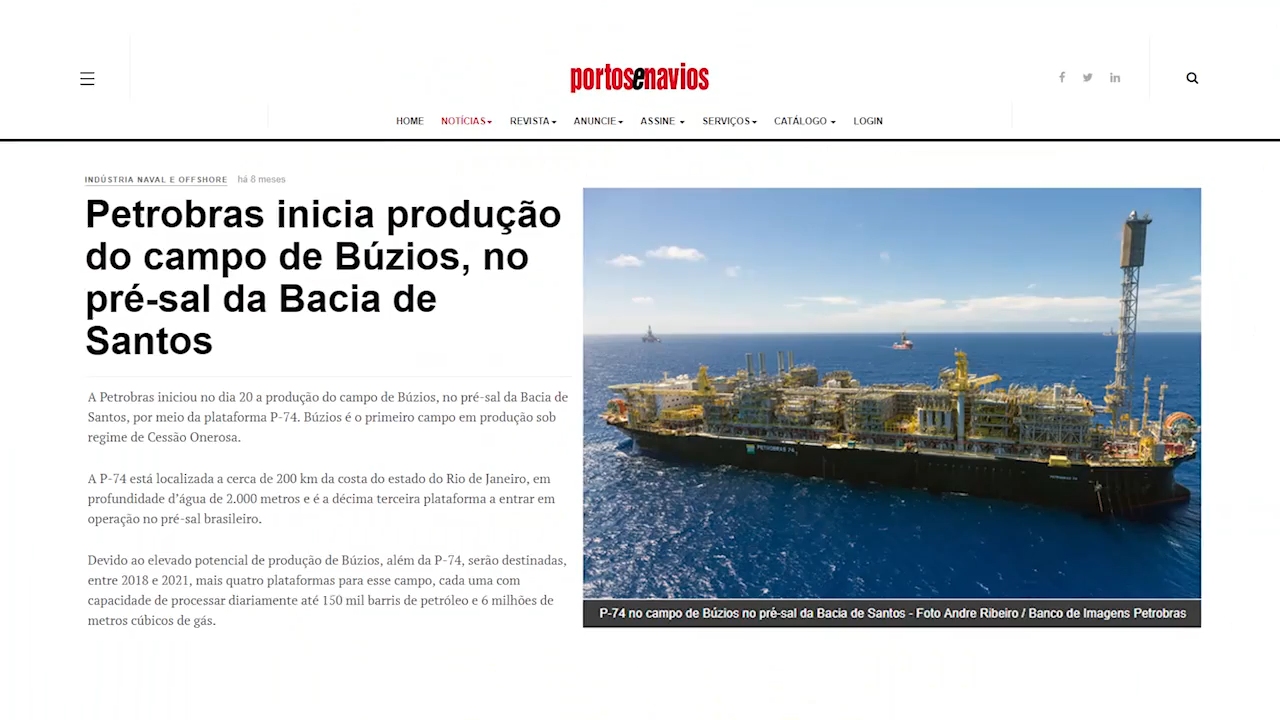 portosenavios
HOME NOTÍCIAS REVISTA ANUNCIE ASSINE SERVIÇOS CATÁLOGO LOGIN
INDÚSTRIA NAVAL E OFFSHORE há 8 meses
Petrobras inicia produção
do campo de Búzios, no
pré-sal da Bacia de
Santos
A Petrobras iniciou no dia 20 a produção do campo de Búzios, no pré-sal da Bacia de
Santos, por meio da plataforma P-74. Búzios é o primeiro campo em produção sob
regime de Cessão Onerosa.
A P-74 está localizada a cerca de 200 km da costa do estado do Rio de Janeiro, em
profundidade d’água de 2.000 metros e é a décima terceira plataforma a entrar em
operação no pré-sal brasileiro.
Devido ao elevado potencial de produção de Búzios, além da P-74, serão destinadas,
entre 2018 e 2021, mais quatro plataformas para esse campo, cada uma com
capacidade de processar diariamente até 150 mil barris de petróleo e 6 milhões de
metros cúbicos de gás.
PETROBRAS 74
PETROBRAS 74
P-74 no campo de Búzios no pré-sal da Bacia de Santos - Foto Andre Ribeiro / Banco de Imagens Petrobras